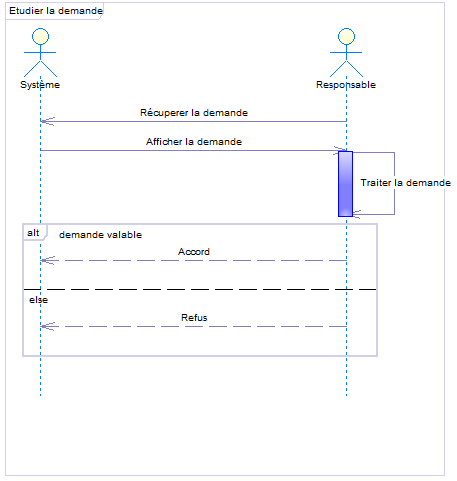 Etudier la demande
Système
Responsable
Récuperer la demande
Afficher la demande
Traiter la demande
alt
demande valable
Accord
else
Refus